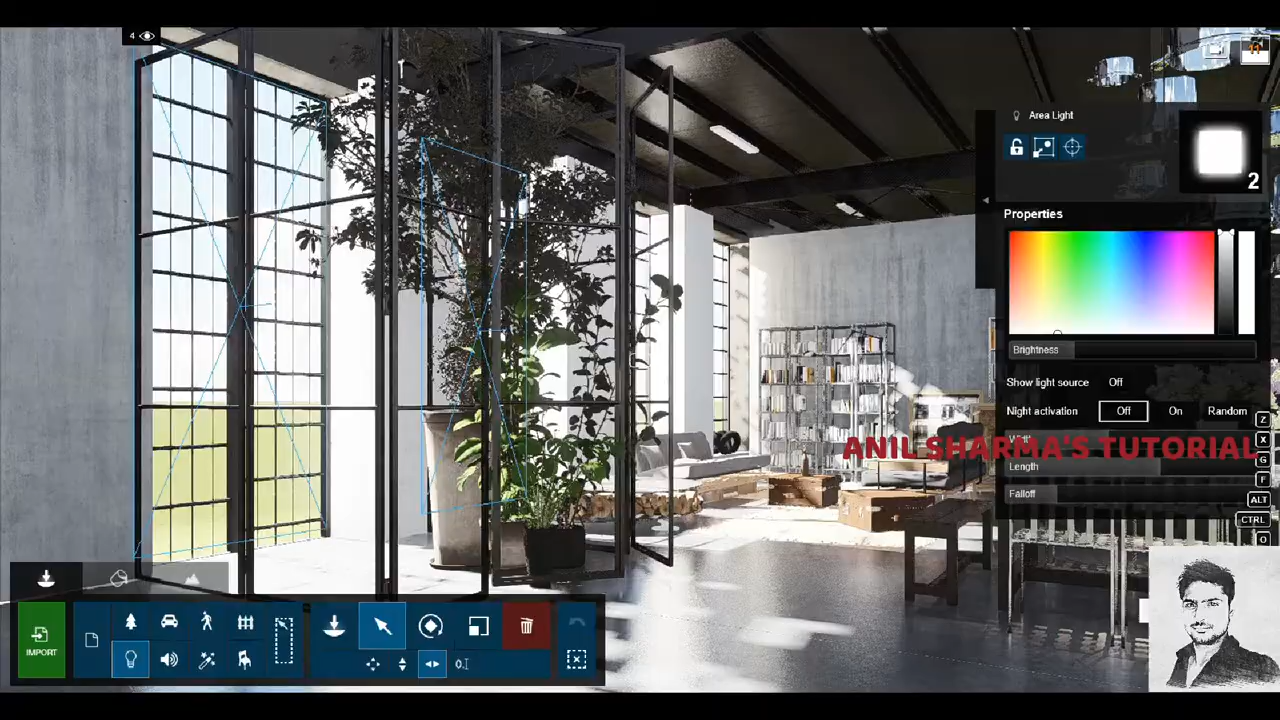 4
11
Area Light
2
Properties
Brightness
Show light source Off
Night activation Off On Random
Z
ANIL SHARMA'S TUTORIAL
X
G
Length
F
Falloff
ALT
CTRL
O
IMPORT